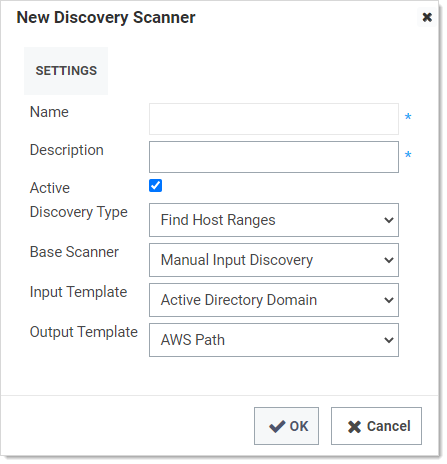 New Discovery Scanner
SETTINGS
Name *
Description *
Active
Discovery Type Find Host Ranges
Base Scanner Manual Input Discovery
Input Template Active Directory Domain
Output Template AWS Path
OK Cancel